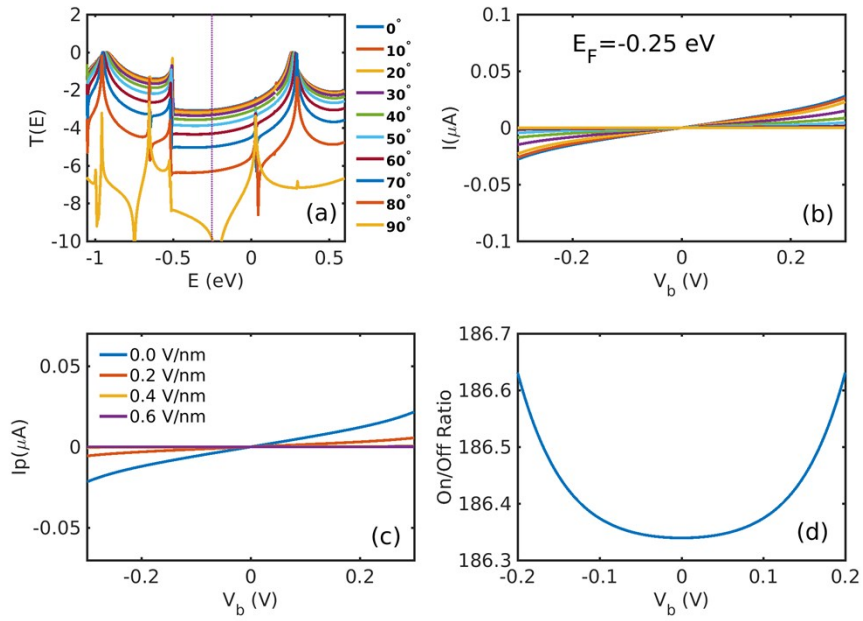 2
0
-2
-4
-6
-8
-10
T(E)
-1
-0.5
0
0.5
E (eV)
(a)
0°
10°
20°
30°
40°
50°
60°
70°
80°
90°
0.1
0.05
0
-0.05
-0.1
I(μA)
E_F=-0.25 eV
(b)
-0.2
0
0.2
V_b (V)
0.05
0
-0.05
Ip(μA)
0.0 V/nm
0.2 V/nm
0.4 V/nm
0.6 V/nm
(c)
-0.2
0
0.2
V_b (V)
186.7
186.6
186.5
186.4
186.3
On/Off Ratio
(d)
-0.2
-0.1
0
0.1
0.2
V_b (V)